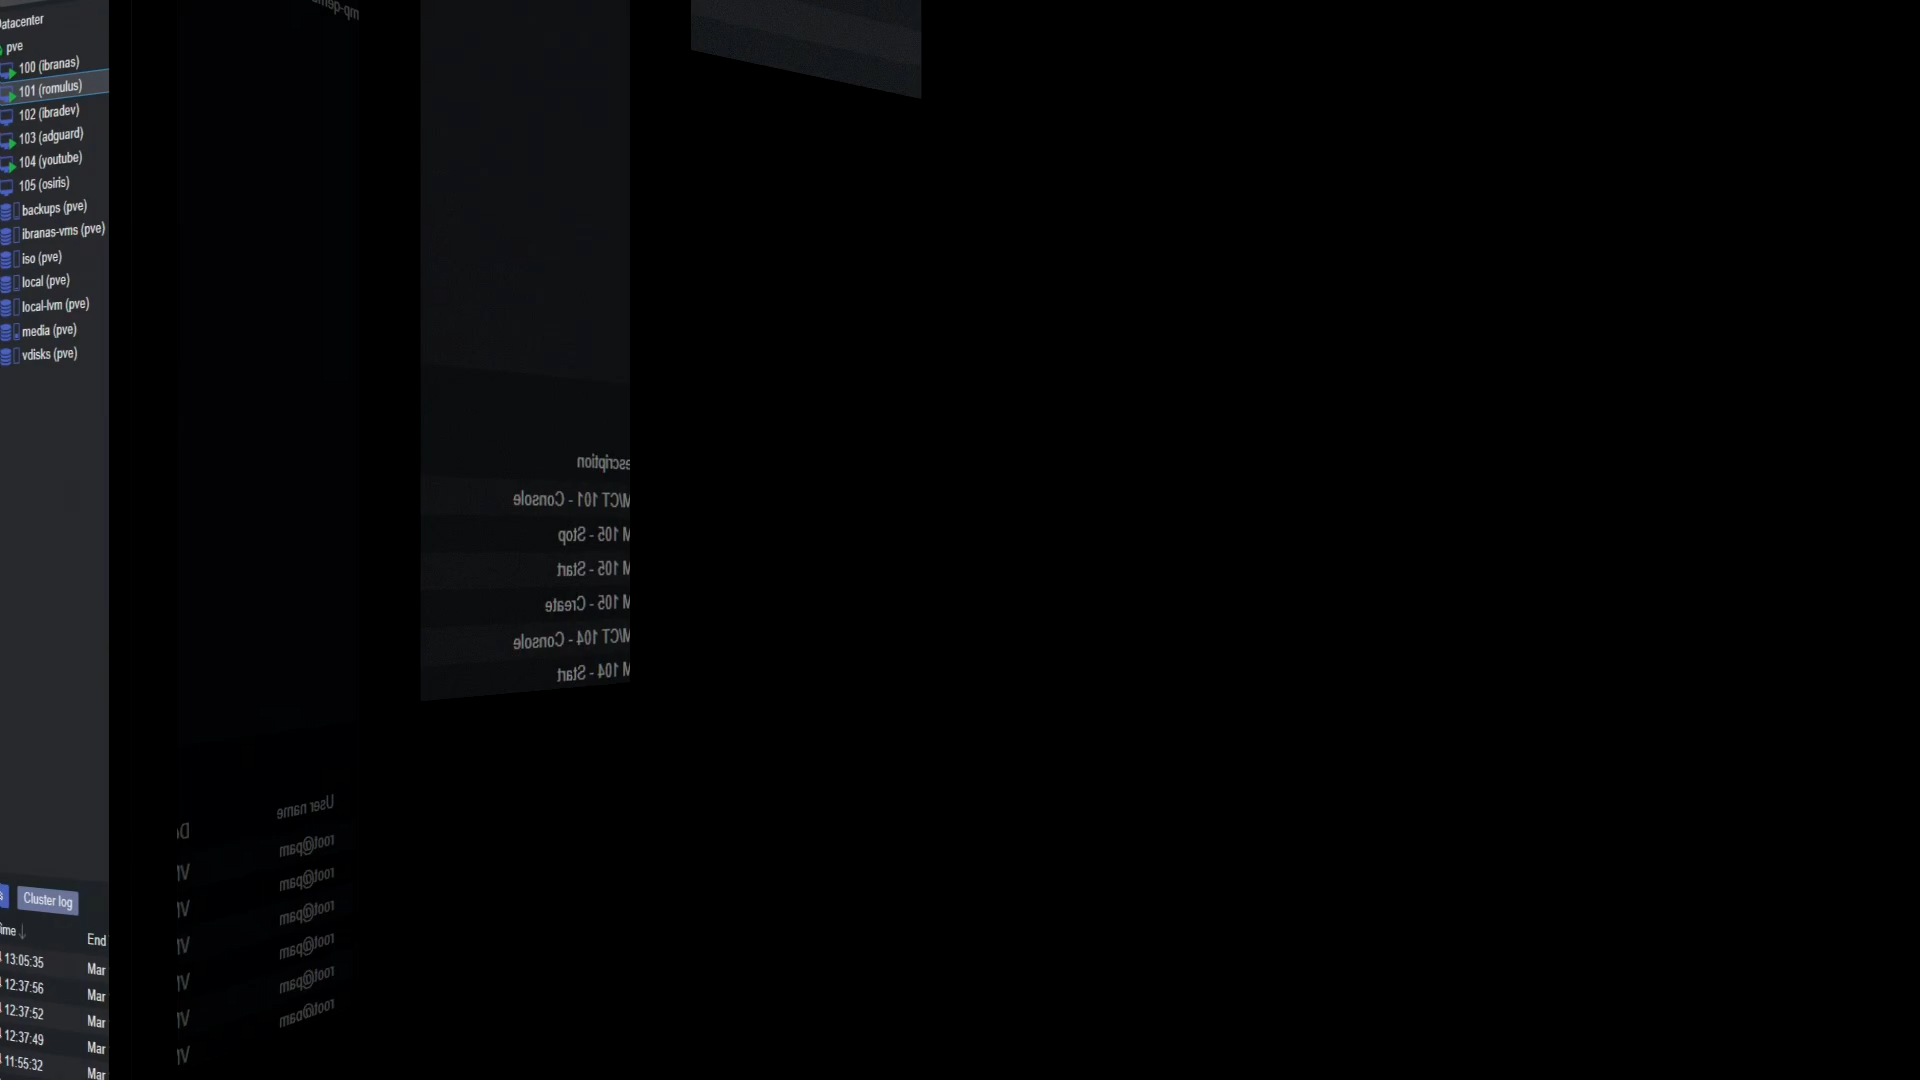 Datacenter
pve
100 (ibranas)
101 (romulus)
102 (ibradev)
103 (adguard)
104 (youtube)
105 (osiris)
backups (pve)
ibranas-vms (pve)
iso (pve)
local (pve)
local-lvm (pve)
media (pve)
vdisks (pve)
Cluster log
End
13:05:35 Mar
12:37:56 Mar
12:37:52 Mar
12:37:49 Mar
11:55:32 Mar
User name
root@pam
root@pam
root@pam
root@pam
root@pam
root@pam
escription
M/CT 101 - Console
M 105 - Stop
M 105 - Start
M 105 - Create
M/CT 104 - Console
M 104 - Start